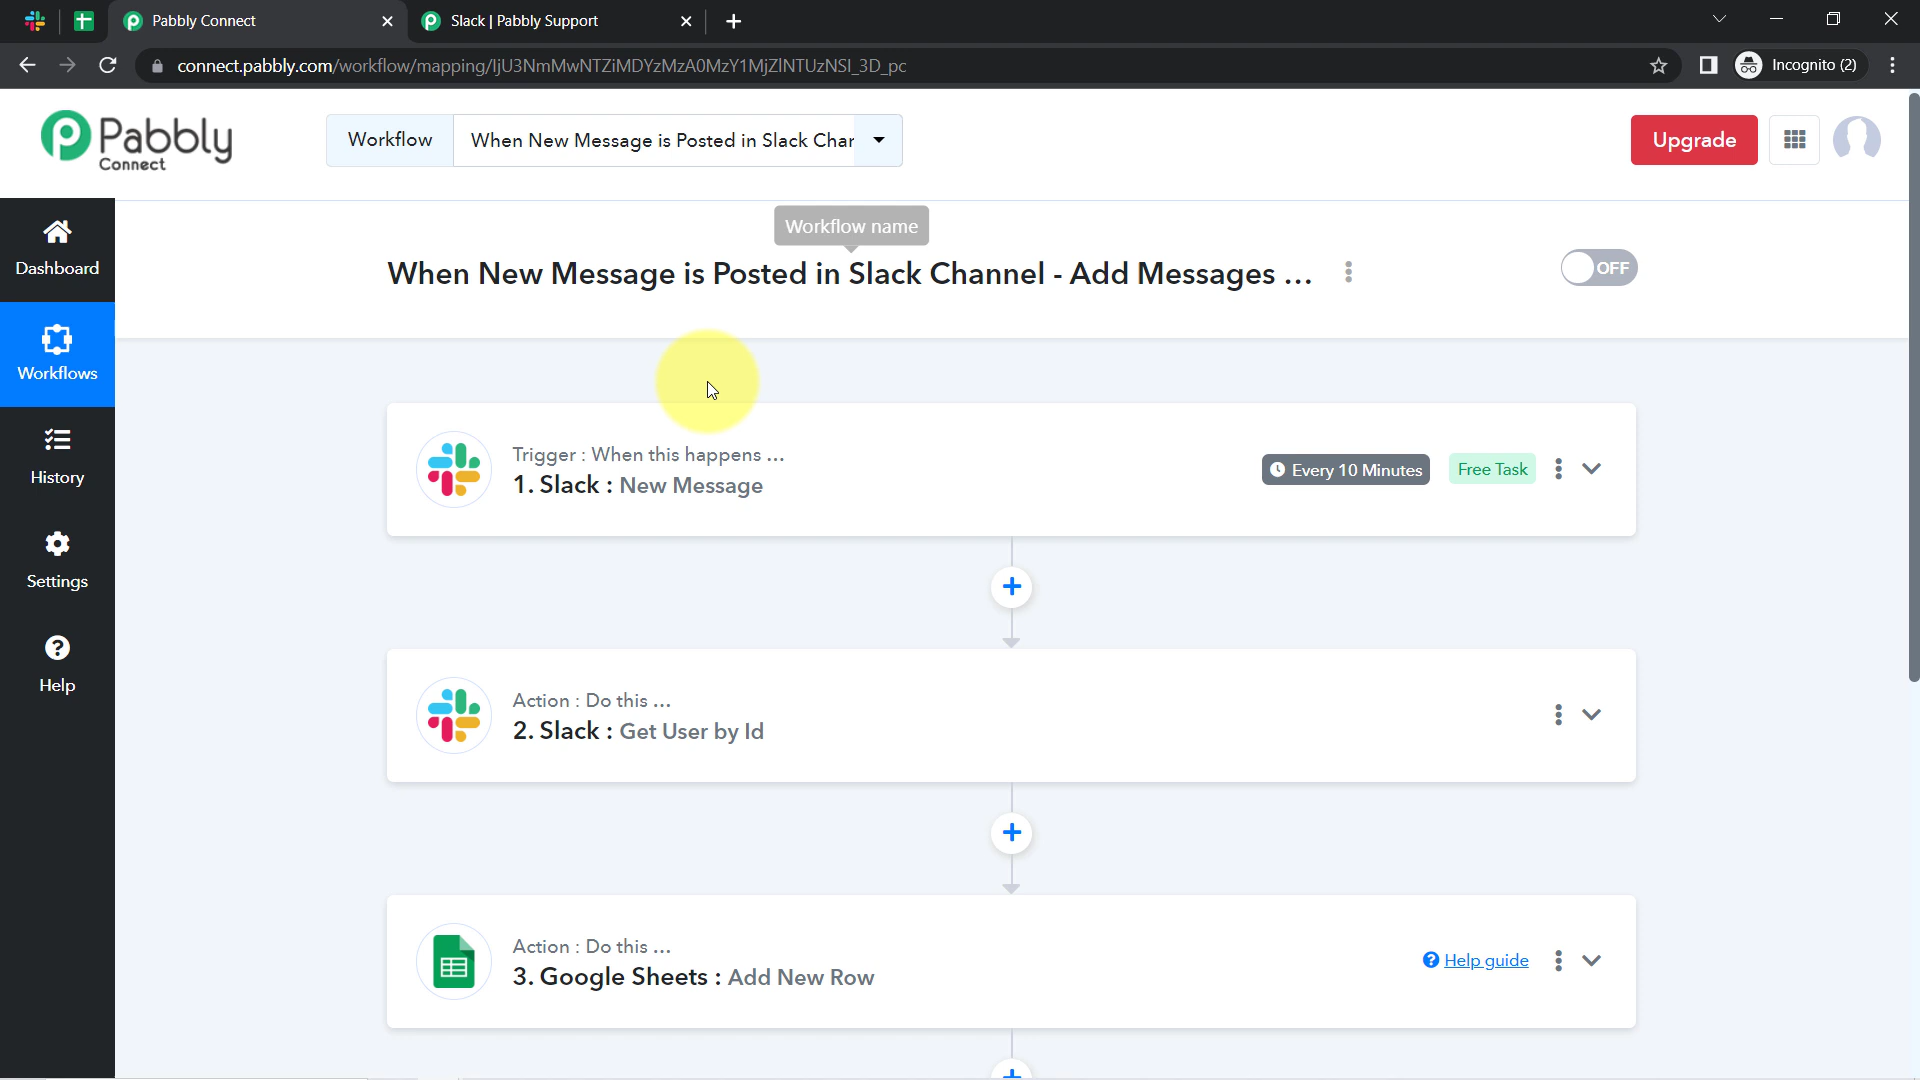 Pabbly Connect
Slack | Pabbly Support
connect.pabbly.com/workflow/mapping/IjU3NmMwNTZiMDYzMzA0MzY1MjZlNTUzNSI_3D_pc
Incognito (2)
Pabbly
Connect
Workflow
When New Message is Posted in Slack Char
Upgrade
Workflow name
When New Message is Posted in Slack Channel - Add Messages ...
OFF
Dashboard
Workflows
History
Settings
Help
Trigger : When this happens ...
1. Slack : New Message
Every 10 Minutes
Free Task
Action : Do this ...
2. Slack : Get User by Id
Action : Do this ...
3. Google Sheets : Add New Row
Help guide